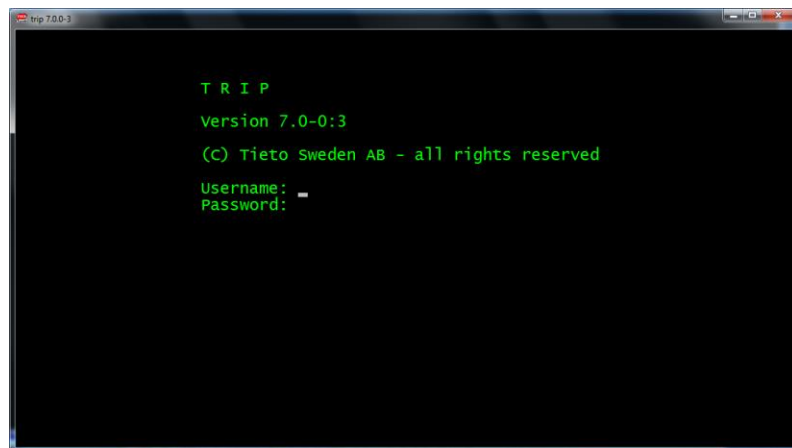 trip 7.0.0-3
T R I P
Version 7.0-0:3
(C) Tieto Sweden AB - all rights reserved
Username:
Password: